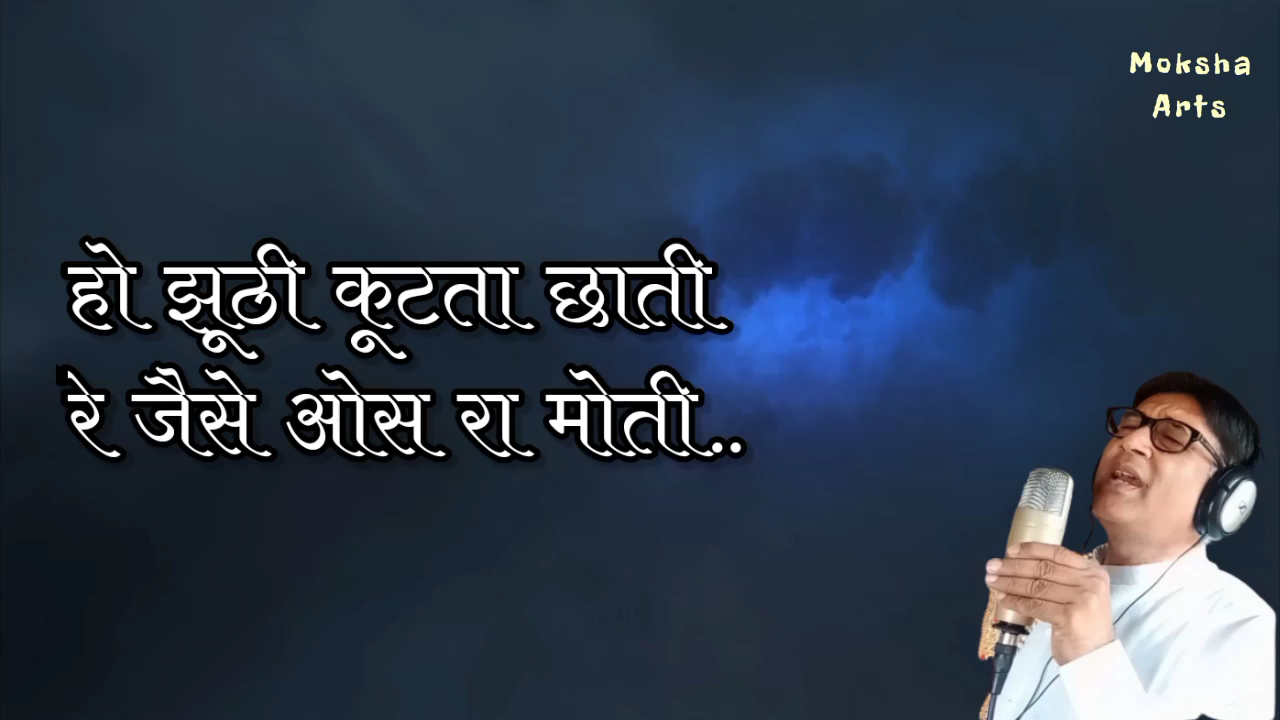 Moksha
Arts
हो झूठी कूटता छाती
रे जैसे ओस रा मोती..